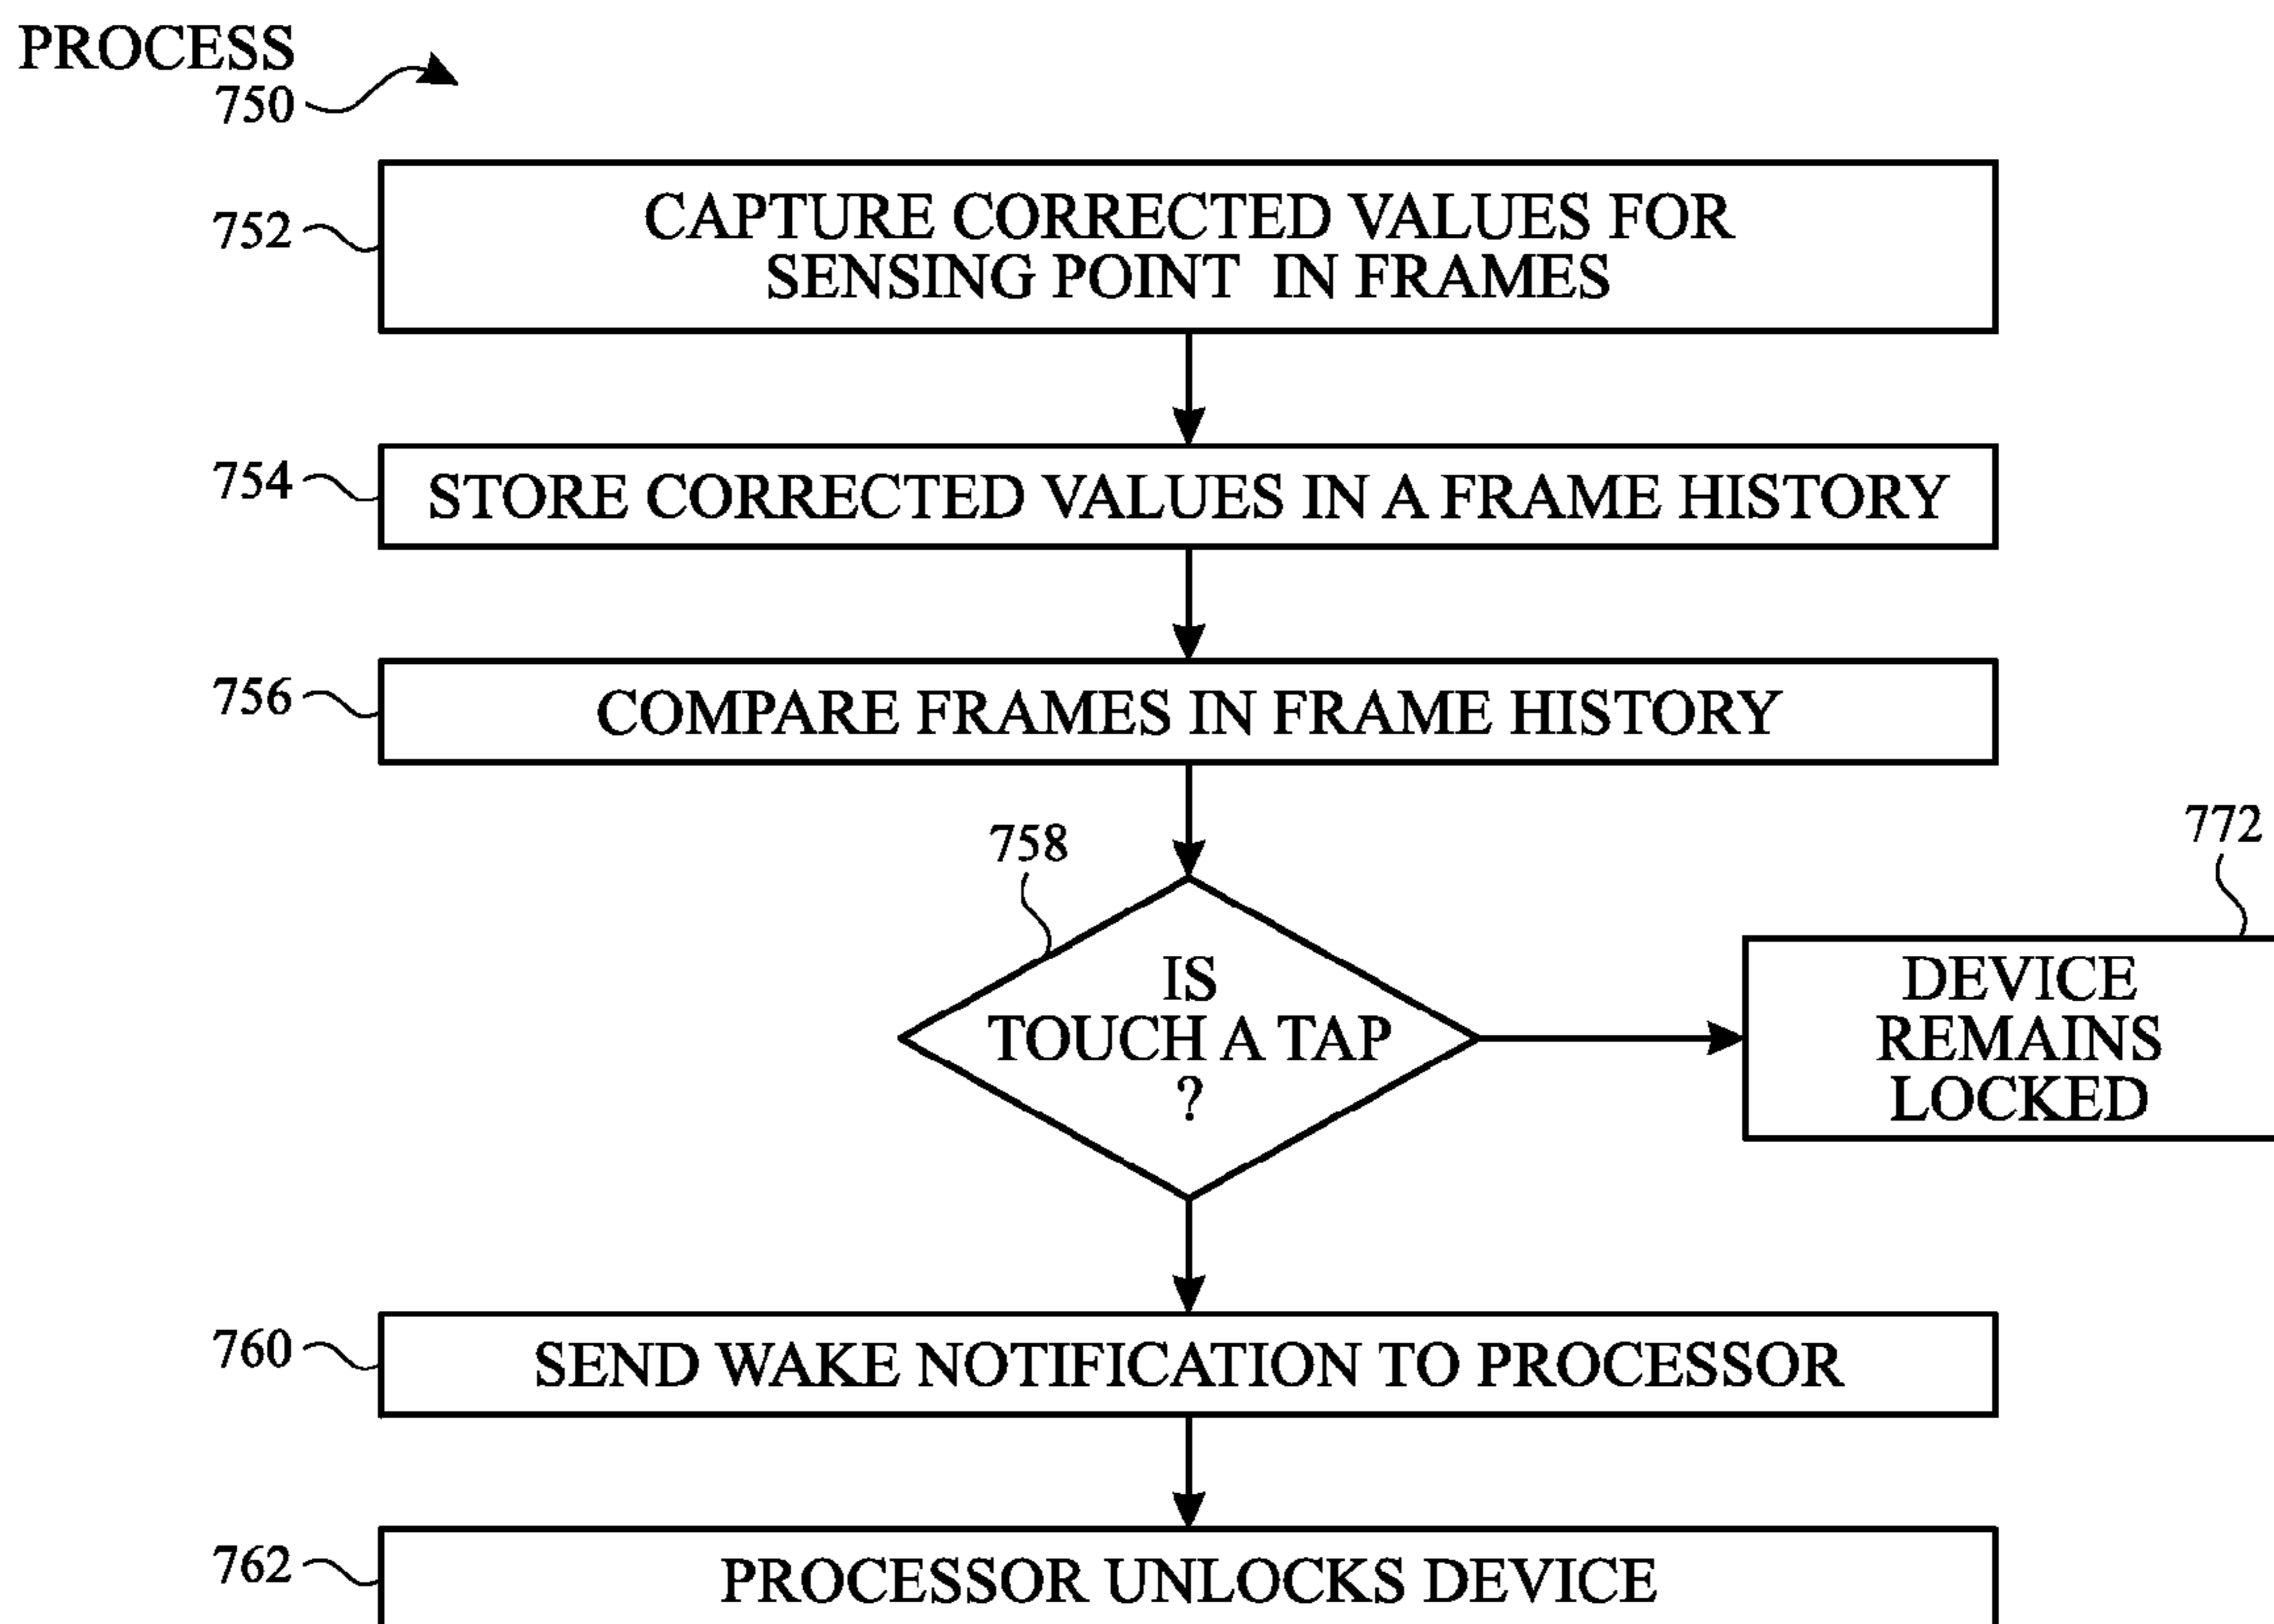 PROCESS
750
752
CAPTURE CORRECTED VALUES FOR
SENSING POINT IN FRAMES
754
STORE CORRECTED VALUES IN A FRAME HISTORY
756
COMPARE FRAMES IN FRAME HISTORY
758
IS
TOUCH A TAP
?
772
DEVICE
REMAINS
LOCKED
760
SEND WAKE NOTIFICATION TO PROCESSOR
762
PROCESSOR UNLOCKS DEVICE